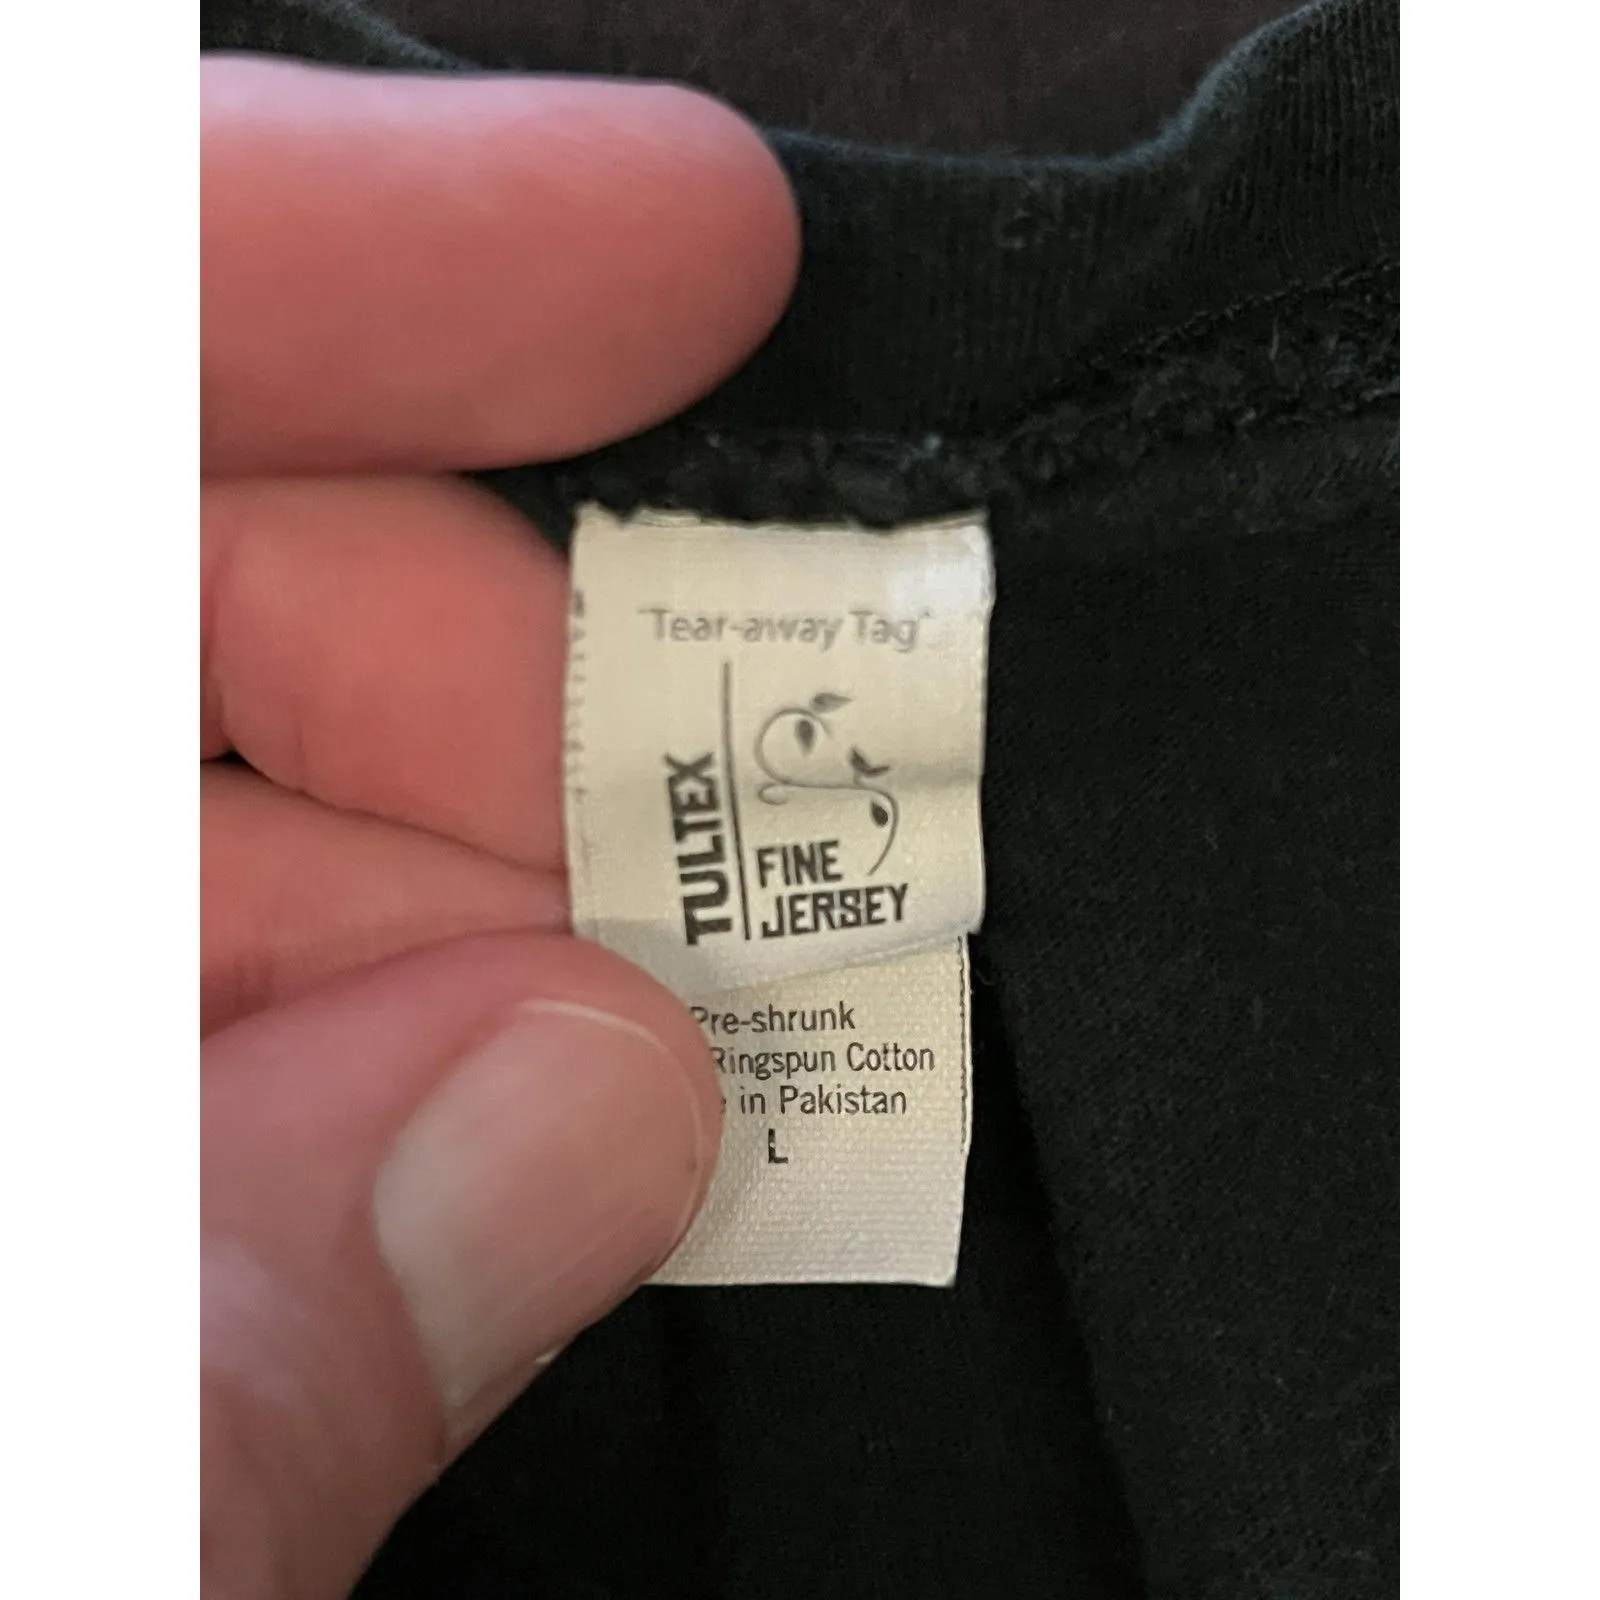 Tear-away Tag
TULTEX
FINE
JERSEY
Pre-shrunk
Ringspun Cotton
in Pakistan
L